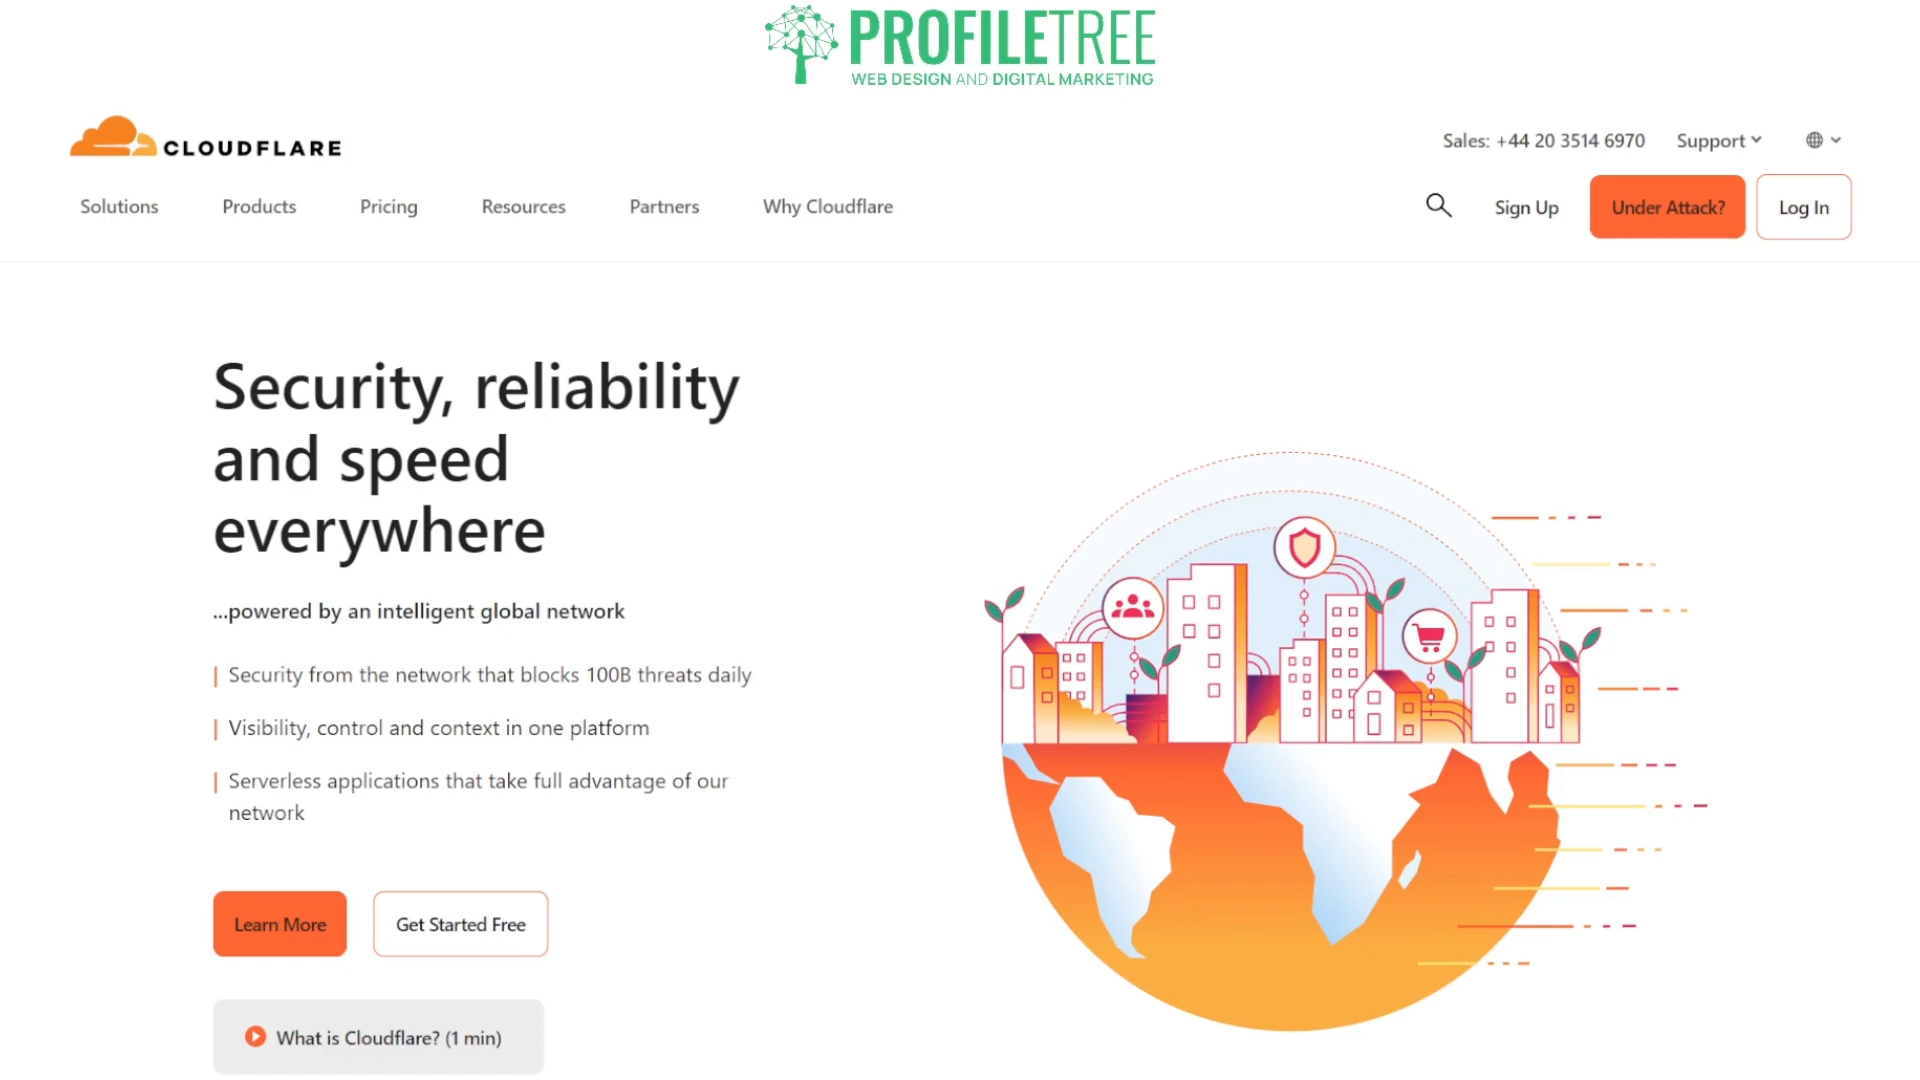 PROFILETREE
WEB DESIGN AND DIGITAL MARKETING
CLOUDFLARE
Sales: +44 20 3514 6970 Support
Solutions Products Pricing Resources Partners Why Cloudflare Sign Up Under Attack? Log In
Security, reliability
and speed
everywhere
...powered by an intelligent global network
Security from the network that blocks 100B threats daily
Visibility, control and context in one platform
Serverless applications that take full advantage of our
network
Learn More Get Started Free
What is Cloudflare? (1 min)